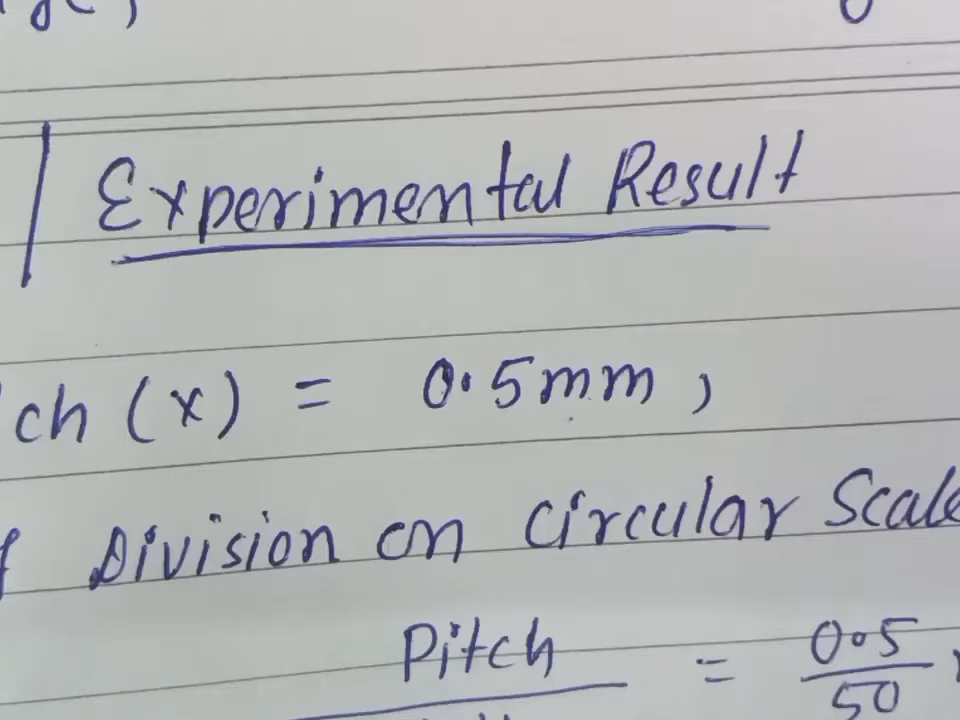 Experimental Result
ch (x) = 0.5mm,
Division on Circular Scale
Pitch = 0.5
50